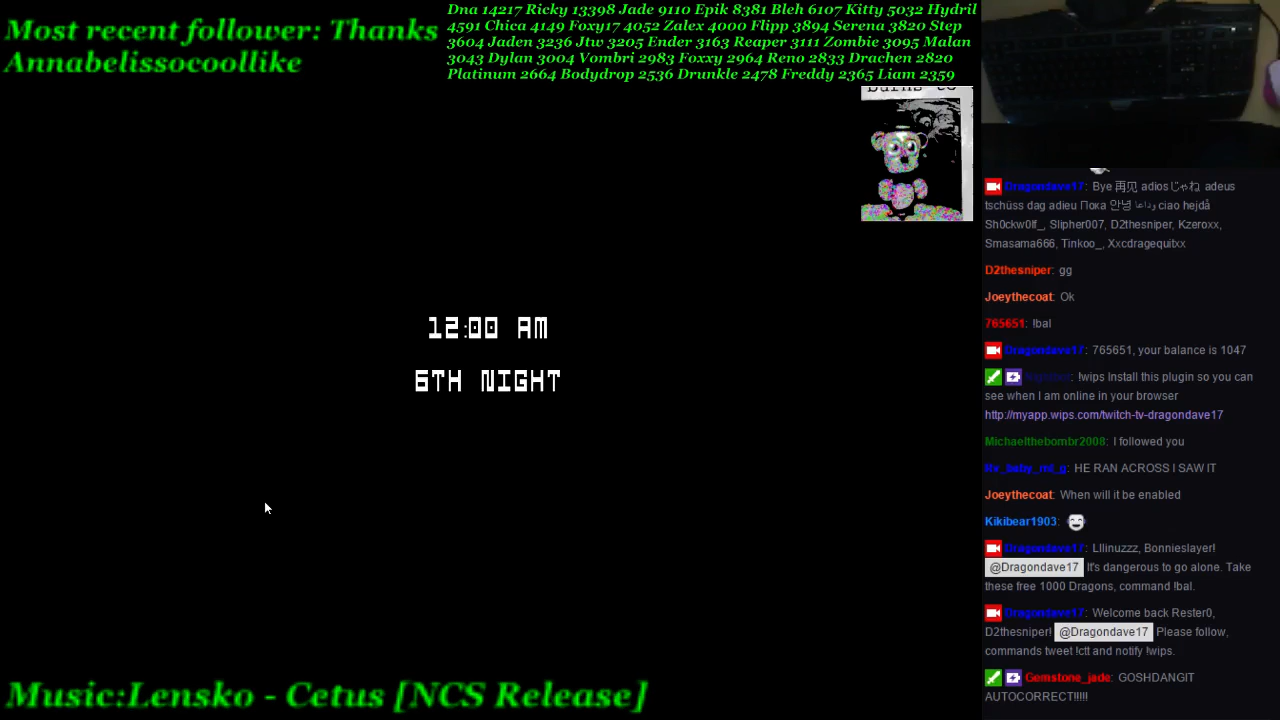 Most recent follower: Thanks
Annabelissocoollike
Dna 14217 Ricky 13398 Jade 9110 Epik 8381 Bleh 6107 Kitty 5032 Hydril
4591 Chica 4149 Foxy17 4052 Zalex 4000 Flipp 3894 Serena 3820 Step
3604 Jaden 3236 Jtw 3205 Ender 3163 Reaper 3111 Zombie 3095 Malan
3043 Dylan 3004 Vombri 2983 Foxxy 2964 Reno 2833 Drachen 2820
Platinum 2664 Bodydrop 2536 Drunkle 2478 Freddy 2365 Liam 2359
burns to
12:00 AM
6TH NIGHT
Music:Lensko - Cetus [NCS Release]
Dragondave17: Bye 再见 adios じゃね adeus
tschüss dag adieu Пока 안녕 وداعا ciao hejdå
Sh0ckw0lf_, Slipher007, D2thesniper, Kzeroxx,
Smasama666, Tinkoo_, Xxcdragequitxx
D2thesniper: gg
Joeythecoat: Ok
765651: !bal
Dragondave17: 765651, your balance is 1047
: !wips Install this plugin so you can
see when I am online in your browser
http://myapp.wips.com/twitch-tv-dragondave17
Michaelthebombr2008: I followed you
: HE RAN ACROSS I SAW IT
Joeythecoat: When will it be enabled
Kikibear1903:
Dragondave17: Lllinuzzz, Bonnieslayer!
@Dragondave17 It's dangerous to go alone. Take
these free 1000 Dragons, command !bal.
Dragondave17: Welcome back Rester0,
D2thesniper! @Dragondave17 Please follow,
commands tweet !ctt and notify !wips.
Gemstone_jade: GOSHDANGIT
AUTOCORRECT!!!!!